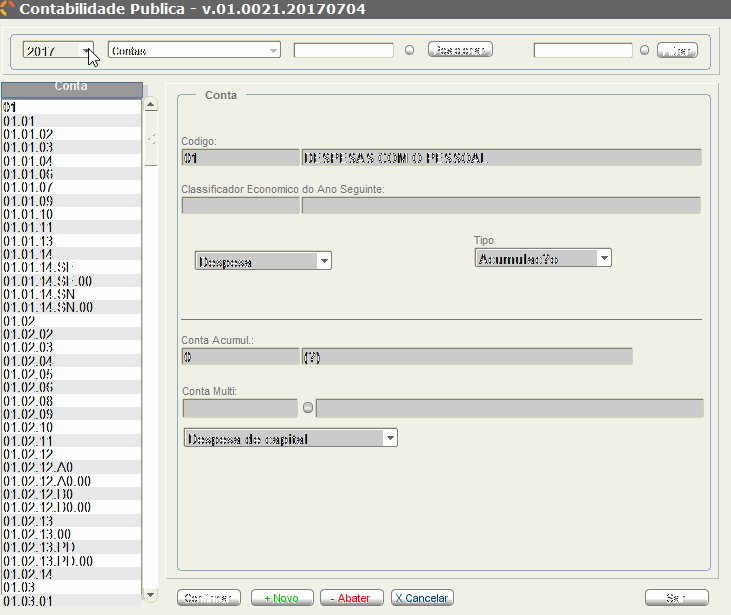 Contabilidade Publica - v.01.0021.20170704
2017 Contas
Conta
01
01.01
01.01.02
01.01.03
01.01.04
01.01.06
01.01.07
01.01.09
01.01.10
01.01.11
01.01.13
01.01.14
01.01.14.SF
01.01.14.SF.00
01.01.14.SN
01.01.14.SN.00
01.02
01.02.02
01.02.03
01.02.04
01.02.05
01.02.06
01.02.08
01.02.09
01.02.10
01.02.11
01.02.12
01.02.12.A0
01.02.12.A0.00
01.02.12.B0
01.02.12.B0.00
01.02.13
01.02.13.00
01.02.13.PD
01.02.13.PD.00
01.02.14
01.03
01.03.01
Conta
Codigo:
01 DESPESAS COM O PESSOAL
Classificador Economico do Ano Seguinte:
Tipo
Despesa Acumulac?o
Conta Acumul.:
0 (?)
Conta Multi:
Despesa de capital
Confirmar + Novo - Abater X Cancelar Sair